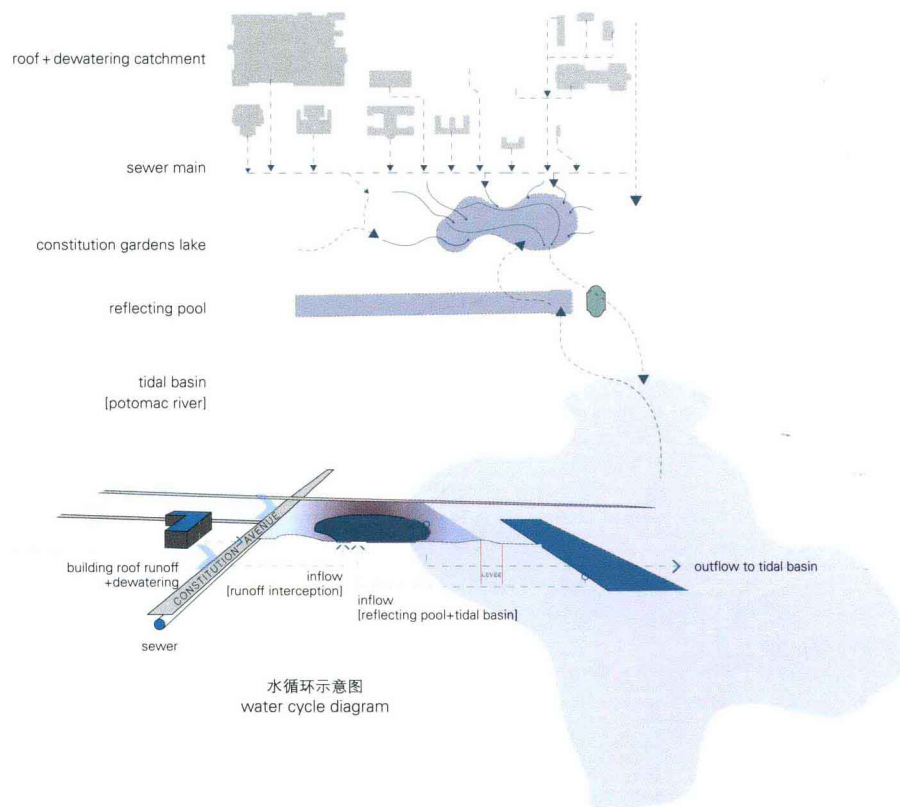 roof + dewatering catchment
sewer main
constitution gardens lake
reflecting pool
tidal basin
[potomac river]
CONSTITUTION AVENUE
building roof runoff
+dewatering
inflow
[runoff interception]
inflow
[reflecting pool+tidal basin]
LEVEE
outflow to tidal basin
sewer
水循环示意图
water cycle diagram